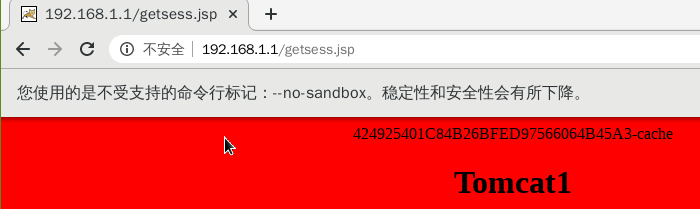 192.168.1.1/getsess.jsp
不安全 192.168.1.1/getsess.jsp
您使用的是不受支持的命令行标记：--no-sandbox。稳定性和安全性会有所下降。
424925401C84B26BFED97566064B45A3-cache
Tomcat1